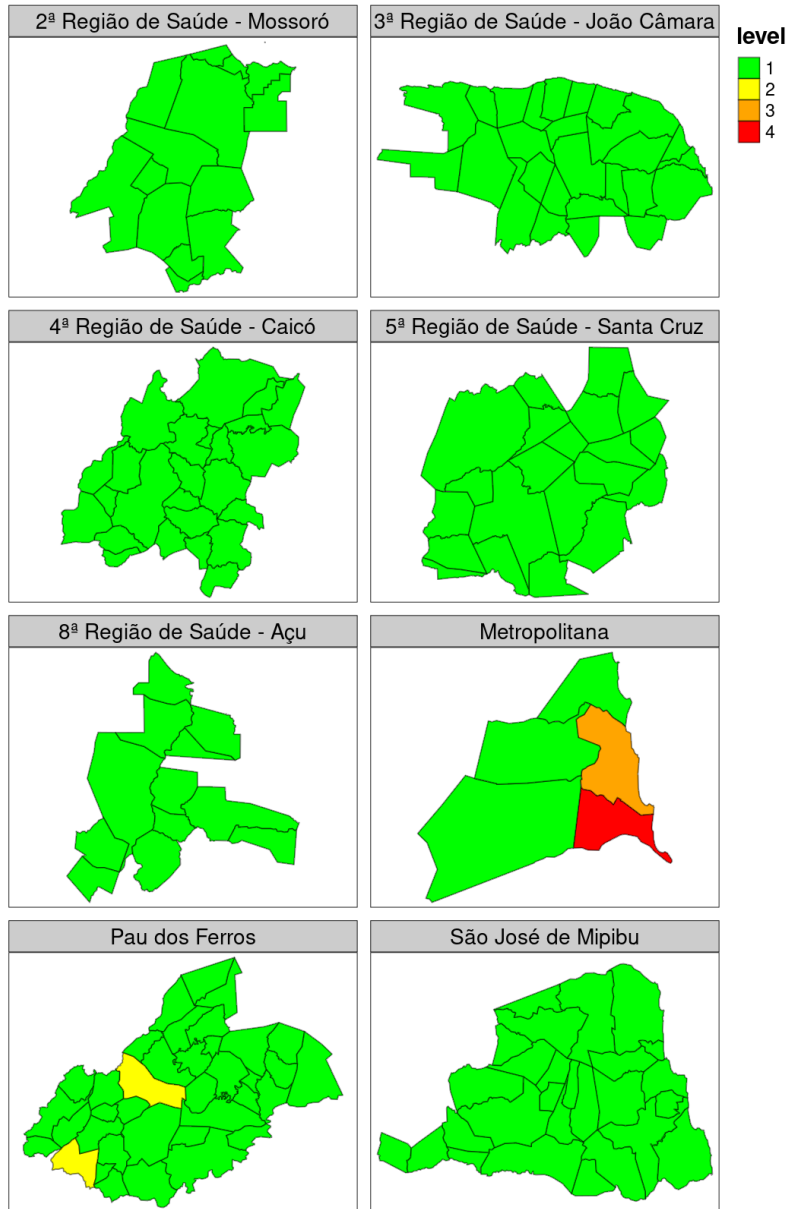 2ª Região de Saúde - Mossoró
3ª Região de Saúde - João Câmara
level
1
2
3
4
4ª Região de Saúde - Caicó
5ª Região de Saúde - Santa Cruz
8ª Região de Saúde - Açu
Metropolitana
Pau dos Ferros
São José de Mipibu